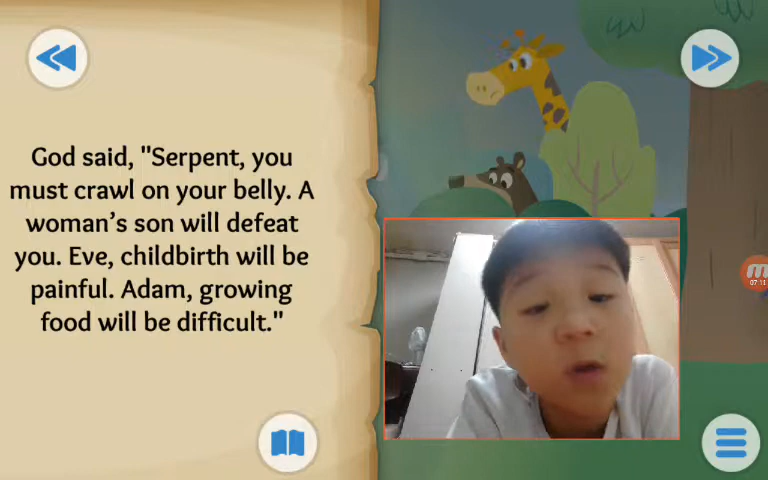 God said, "Serpent, you
must crawl on your belly. A
woman’s son will defeat
you. Eve, childbirth will be
painful. Adam, growing
food will be difficult."